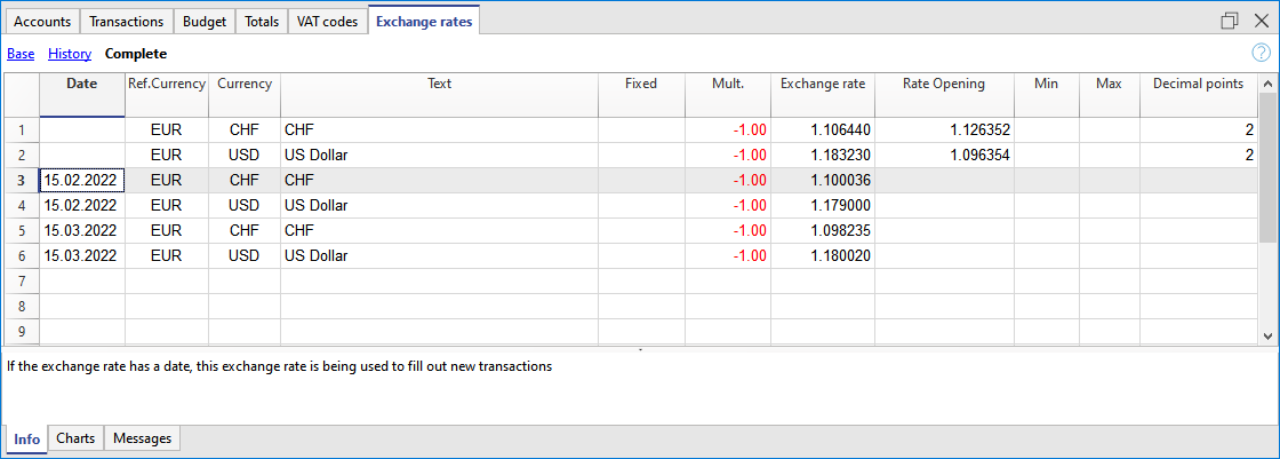 Accounts Transactions Budget Totals VAT codes Exchange rates
Base History Complete
Date Ref.Currency Currency Text Fixed Mult. Exchange rate Rate Opening Min Max Decimal points
1 EUR CHF CHF -1.00 1.106440 1.126352 2
2 EUR USD US Dollar -1.00 1.183230 1.096354 2
3 15.02.2022 EUR CHF CHF -1.00 1.100036
4 15.02.2022 EUR USD US Dollar -1.00 1.179000
5 15.03.2022 EUR CHF CHF -1.00 1.098235
6 15.03.2022 EUR USD US Dollar -1.00 1.180020
7
8
9
If the exchange rate has a date, this exchange rate is being used to fill out new transactions
Info Charts Messages